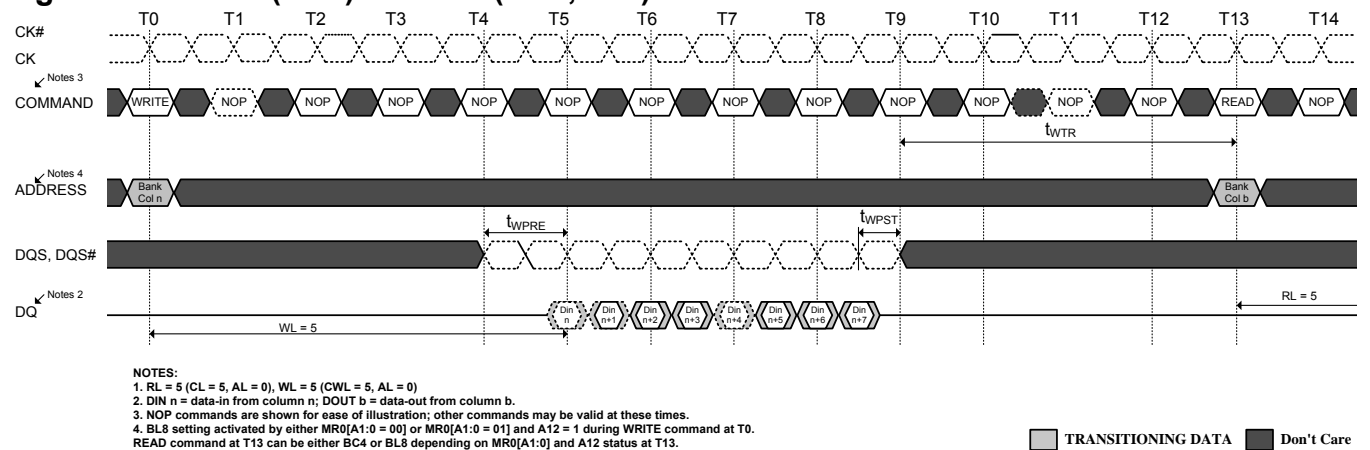 T0 T1 T2 T3 T4 T5 T6 T7 T8 T9 T10 T11 T12 T13 T14
CK#
CK
Notes 3
COMMAND WRITE NOP NOP NOP NOP NOP NOP NOP NOP NOP NOP NOP NOP READ NOP
tWTR
Notes 4
ADDRESS
Bank
Col n
Bank
Col b
tWPRE
tWPST
DQS, DQS#
Notes 2
DQ
Din
n
Din
n+1
Din
n+2
Din
n+3
Din
n+4
Din
n+5
Din
n+6
Din
n+7
RL = 5
WL = 5
NOTES:
1. RL = 5 (CL = 5, AL = 0), WL = 5 (CWL = 5, AL = 0)
2. DIN n = data-in from column n; DOUT b = data-out from column b.
3. NOP commands are shown for ease of illustration; other commands may be valid at these times.
4. BL8 setting activated by either MR0[A1:0 = 00] or MR0[A1:0 = 01] and A12 = 1 during WRITE command at T0.
READ command at T13 can be either BC4 or BL8 depending on MR0[A1:0] and A12 status at T13.
TRANSITIONING DATA Don't Care